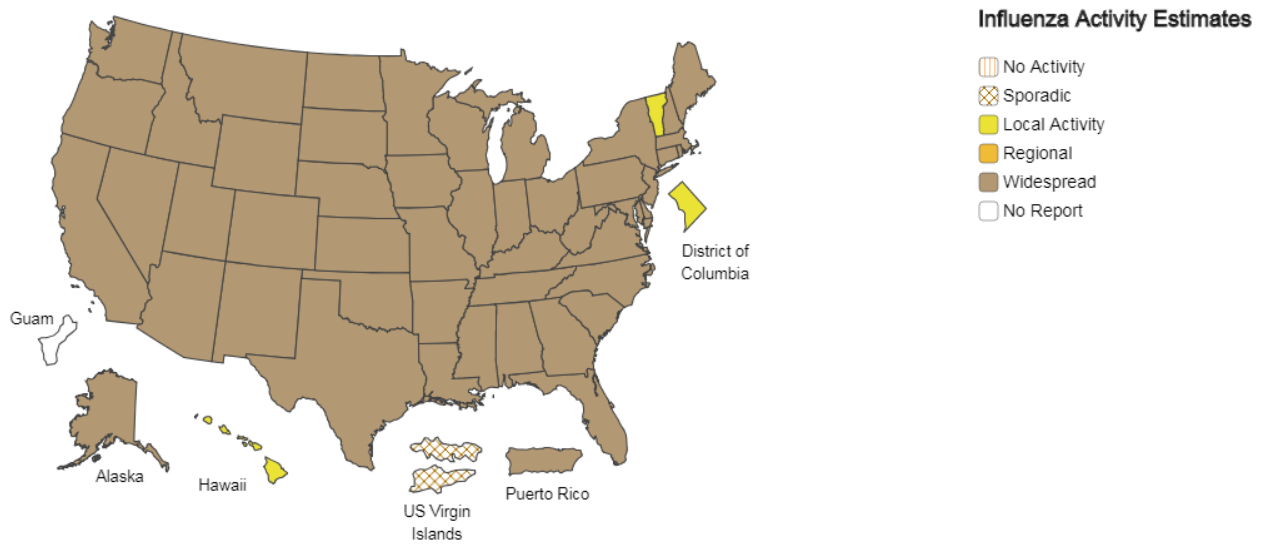 Influenza Activity Estimates
No Activity
Sporadic
Local Activity
Regional
Widespread
No Report
District of
Columbia
Guam
Alaska
Hawaii
US Virgin
Islands
Puerto Rico